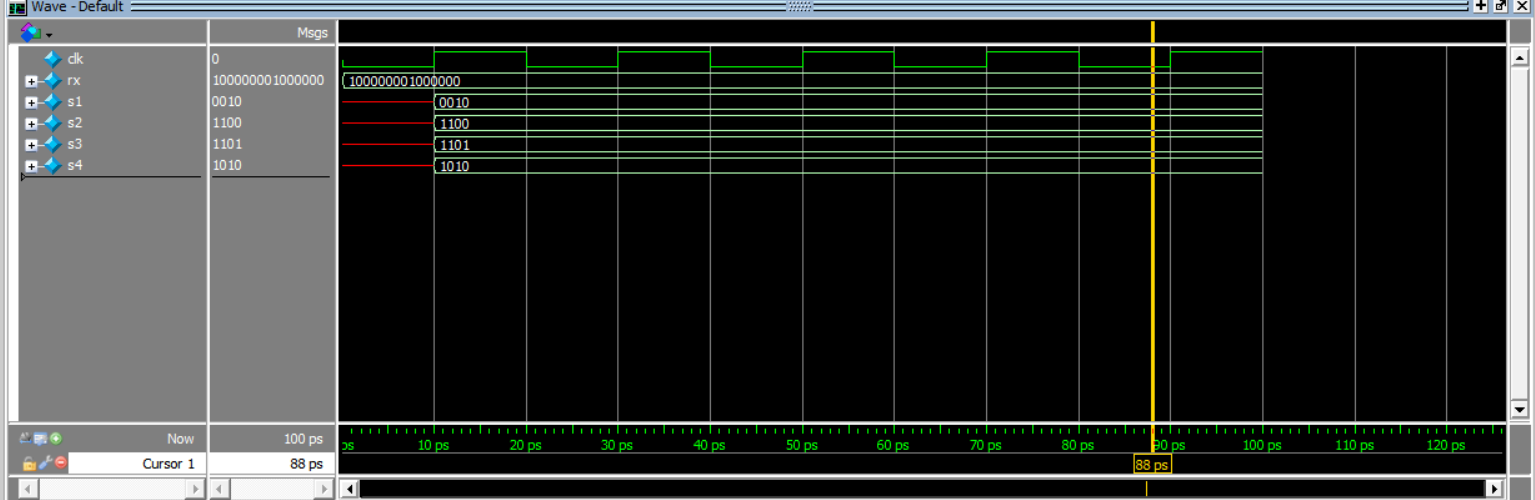 Wave - Default
Msgs
clk 0
rx 100000001000000 100000001000000
s1 0010 0010
s2 1100 1100
s3 1101 1101
s4 1010 1010
Now 100 ps ps 10 ps 20 ps 30 ps 40 ps 50 ps 60 ps 70 ps 80 ps 90 ps 100 ps 110 ps 120 ps
Cursor 1 88 ps 88 ps